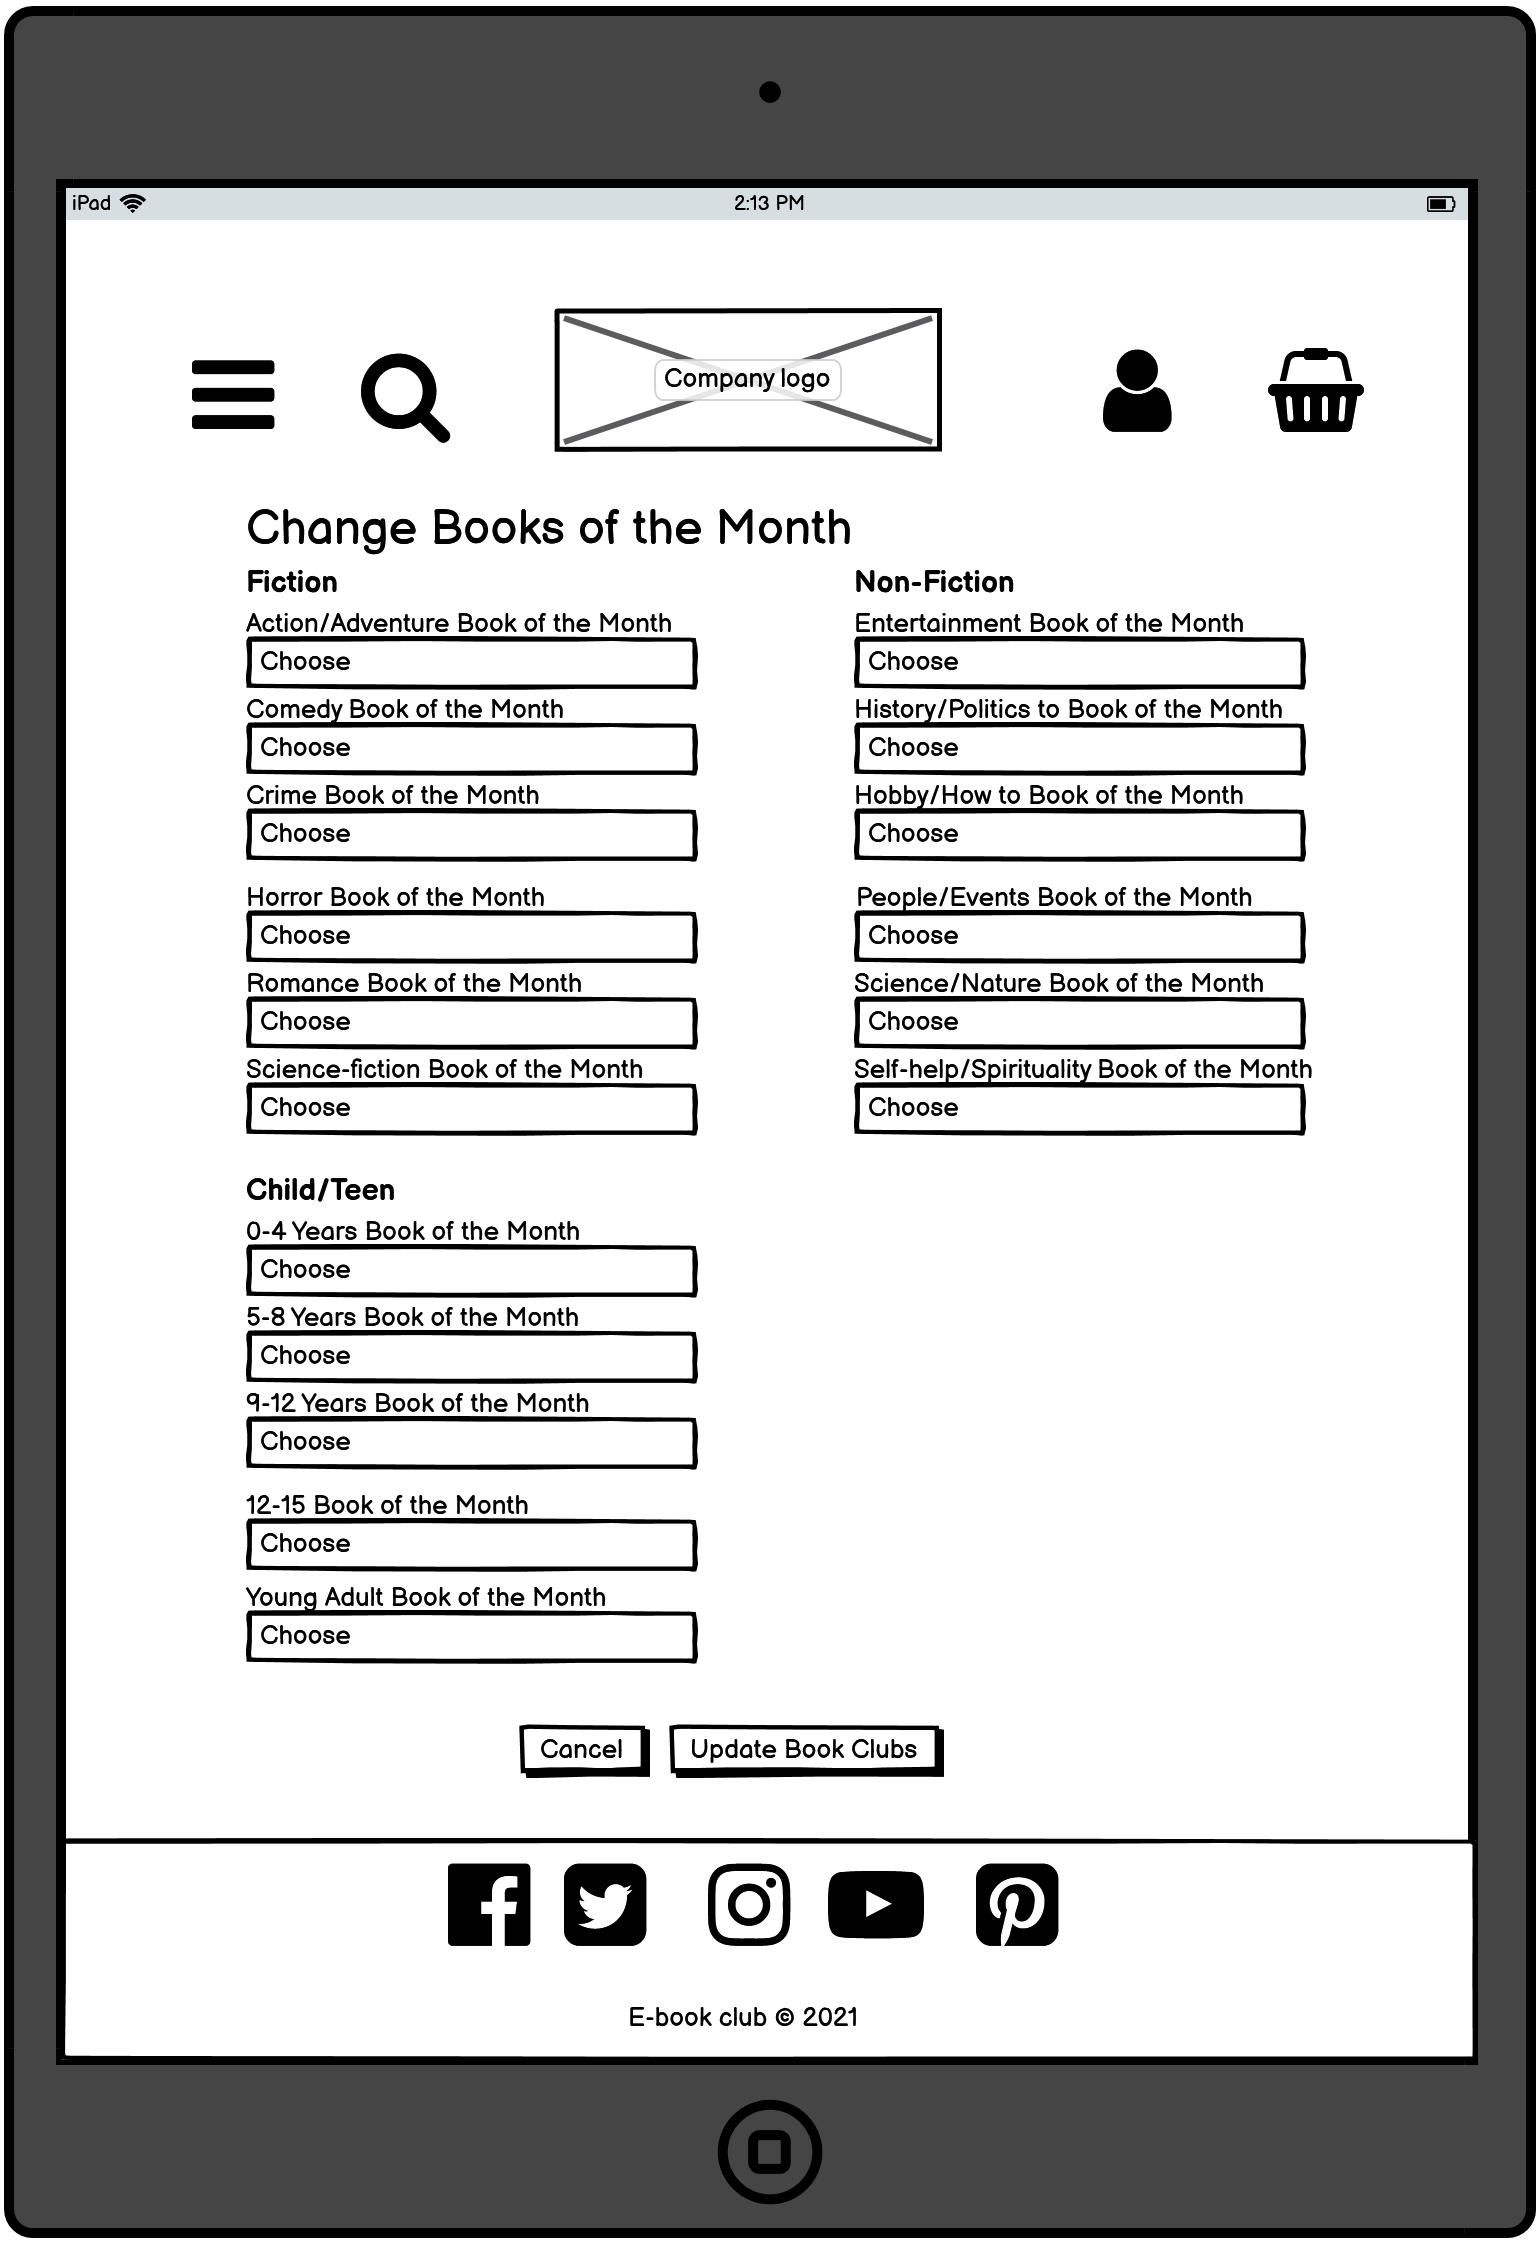 iPad
2:13 PM
Company logo
Change Books of the Month
Fiction
Action/Adventure Book of the Month
Choose
Comedy Book of the Month
Choose
Crime Book of the Month
Choose
Horror Book of the Month
Choose
Romance Book of the Month
Choose
Science-fiction Book of the Month
Choose
Non-Fiction
Entertainment Book of the Month
Choose
History/Politics to Book of the Month
Choose
Hobby/How to Book of the Month
Choose
People/Events Book of the Month
Choose
Science/Nature Book of the Month
Choose
Self-help/Spirituality Book of the Month
Choose
Child/Teen
0-4 Years Book of the Month
Choose
5-8 Years Book of the Month
Choose
9-12 Years Book of the Month
Choose
12-15 Book of the Month
Choose
Young Adult Book of the Month
Choose
Cancel
Update Book Clubs
E-book club © 2021